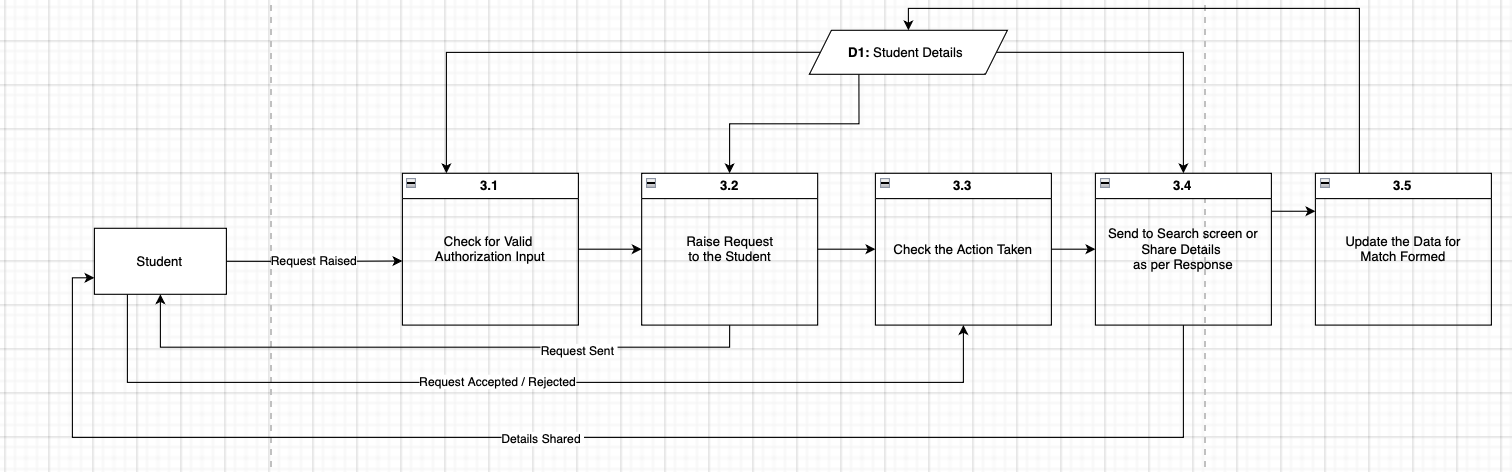 D1: Student Details
3.1
3.2
3.3
3.4
3.5
Student
Request Raised
Check for Valid
Authorization Input
Raise Request
to the Student
Check the Action Taken
Send to Search screen or
Share Details
as per Response
Update the Data for
Match Formed
Request Sent
Request Accepted / Rejected
Details Shared